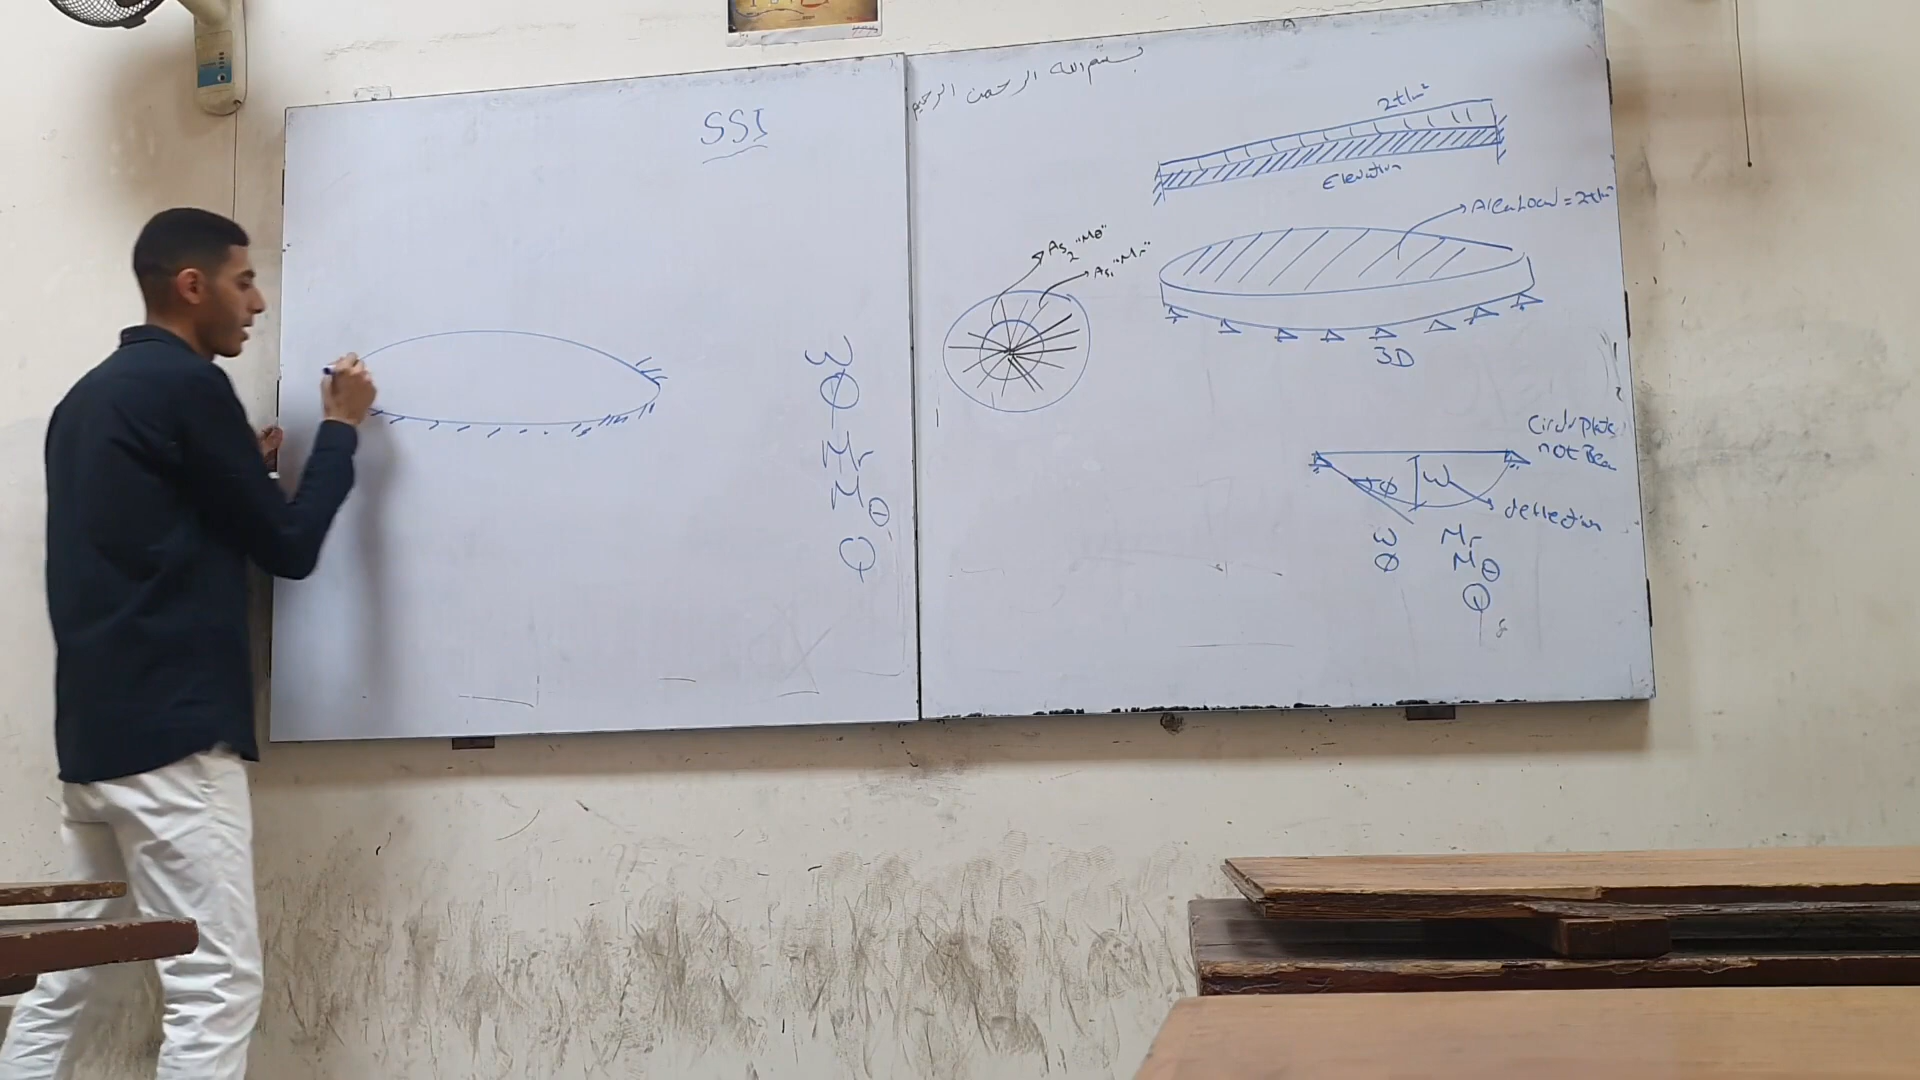 SSI
ω
Φ
Mr
Mθ
Q
بسم الله الرحمن الرحيم
2t/m²
Elevation
Area Load = 2t/m²
As₂ "Mθ"
As₁ "Mr"
3D
Circular Plate
not Beam
Φ
ω
deflection
ω Mr
Φ Mθ
Q